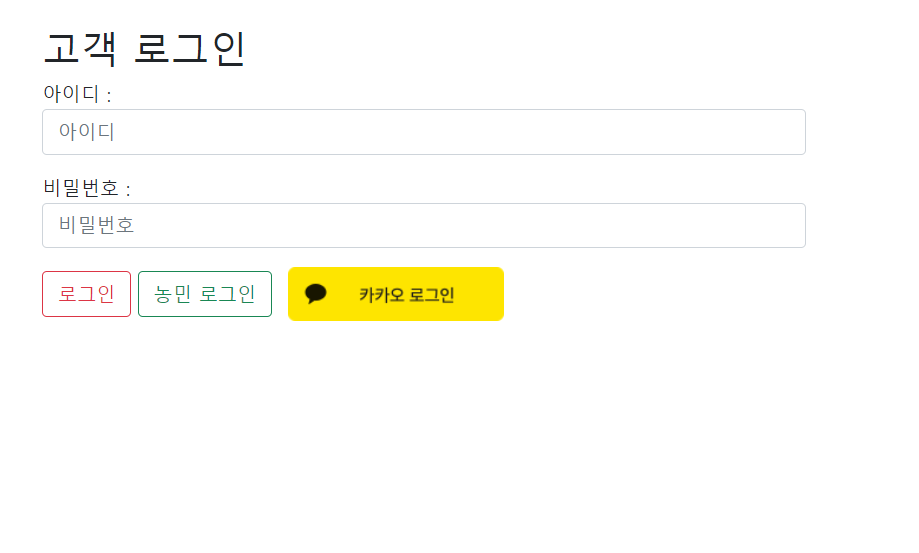 고객 로그인
아이디 :
아이디
비밀번호 :
비밀번호
로그인 농민 로그인 카카오 로그인